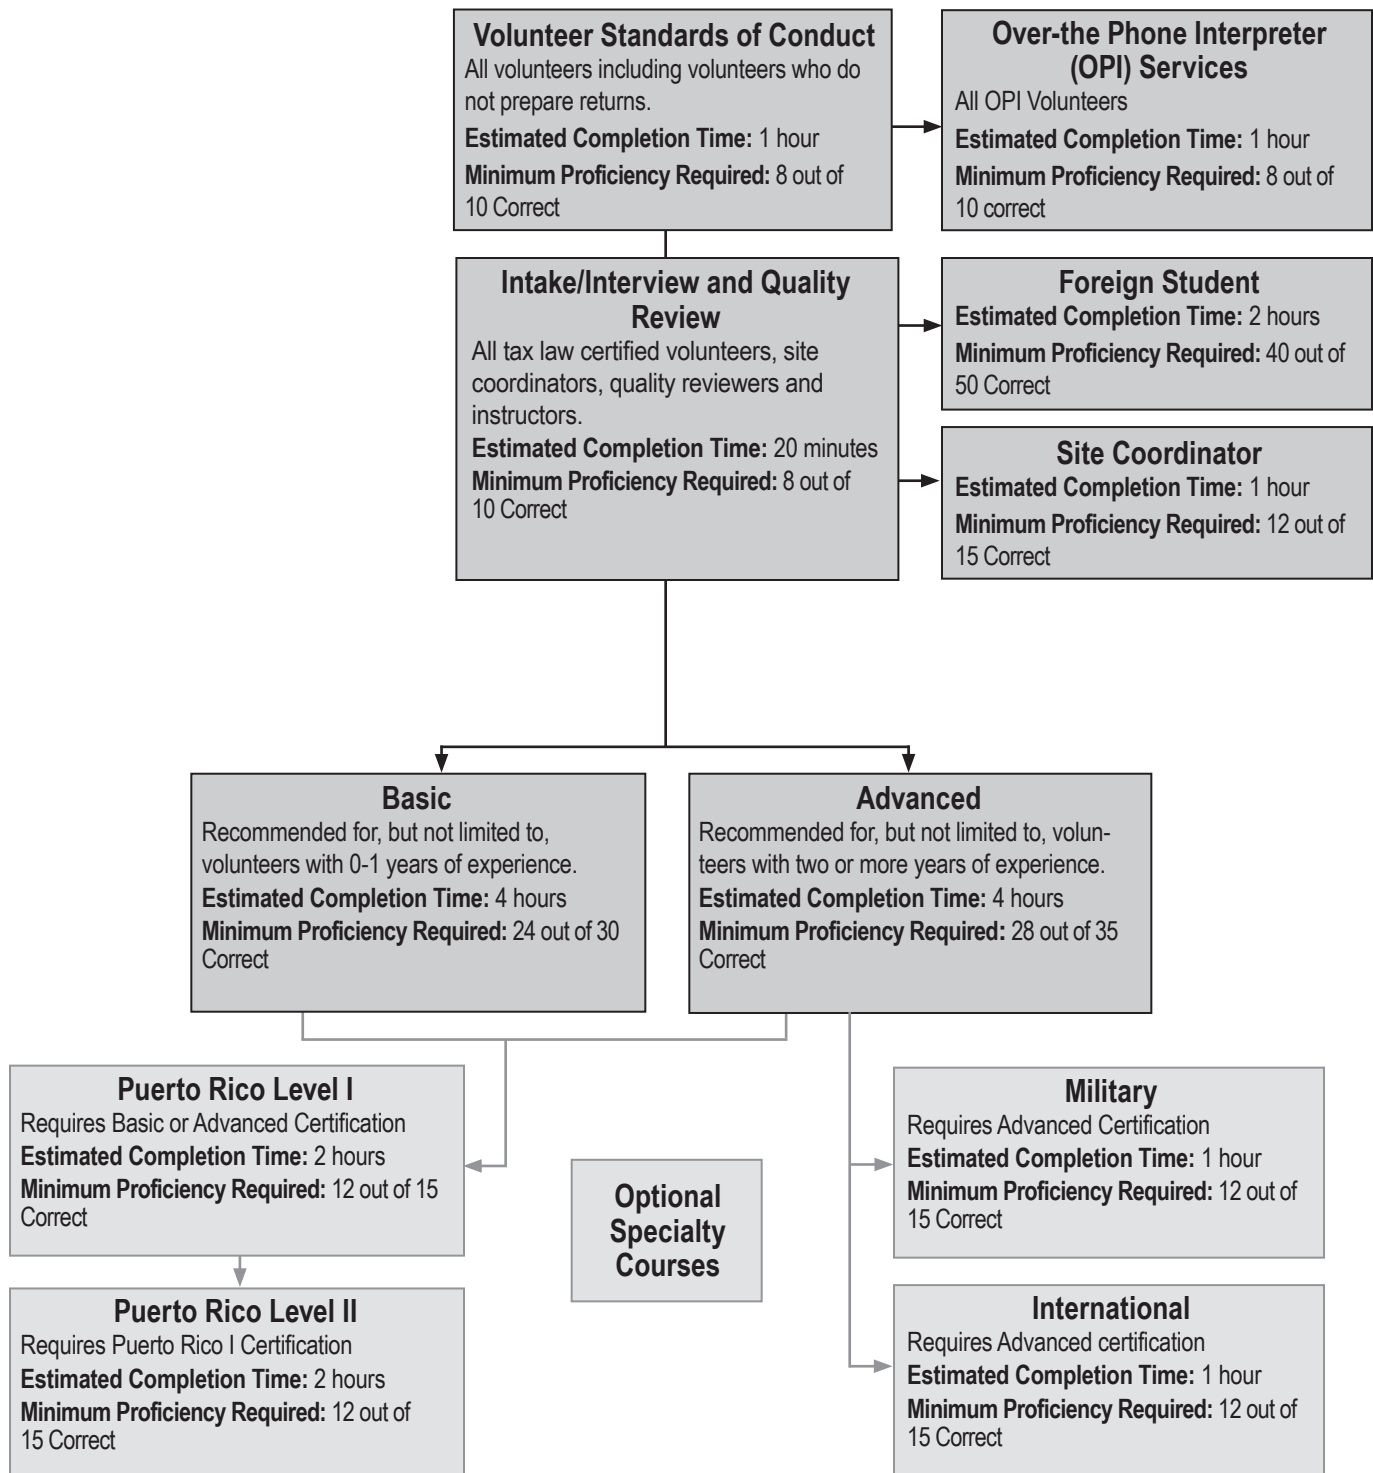 Volunteer Standards of Conduct
All volunteers including volunteers who do
not prepare returns.
Estimated Completion Time: 1 hour
Minimum Proficiency Required: 8 out of
10 Correct
Over-the Phone Interpreter
(OPI) Services
All OPI Volunteers
Estimated Completion Time: 1 hour
Minimum Proficiency Required: 8 out of
10 correct
Intake/Interview and Quality
Review
All tax law certified volunteers, site
coordinators, quality reviewers and
instructors.
Estimated Completion Time: 20 minutes
Minimum Proficiency Required: 8 out of
10 Correct
Foreign Student
Estimated Completion Time: 2 hours
Minimum Proficiency Required: 40 out of
50 Correct
Site Coordinator
Estimated Completion Time: 1 hour
Minimum Proficiency Required: 12 out of
15 Correct
Basic
Recommended for, but not limited to,
volunteers with 0-1 years of experience.
Estimated Completion Time: 4 hours
Minimum Proficiency Required: 24 out of 30
Correct
Advanced
Recommended for, but not limited to, volun-
teers with two or more years of experience.
Estimated Completion Time: 4 hours
Minimum Proficiency Required: 28 out of 35
Correct
Puerto Rico Level I
Requires Basic or Advanced Certification
Estimated Completion Time: 2 hours
Minimum Proficiency Required: 12 out of 15
Correct
Optional
Specialty
Courses
Military
Requires Advanced Certification
Estimated Completion Time: 1 hour
Minimum Proficiency Required: 12 out of
15 Correct
Puerto Rico Level II
Requires Puerto Rico I Certification
Estimated Completion Time: 2 hours
Minimum Proficiency Required: 12 out of
15 Correct
International
Requires Advanced certification
Estimated Completion Time: 1 hour
Minimum Proficiency Required: 12 out of
15 Correct